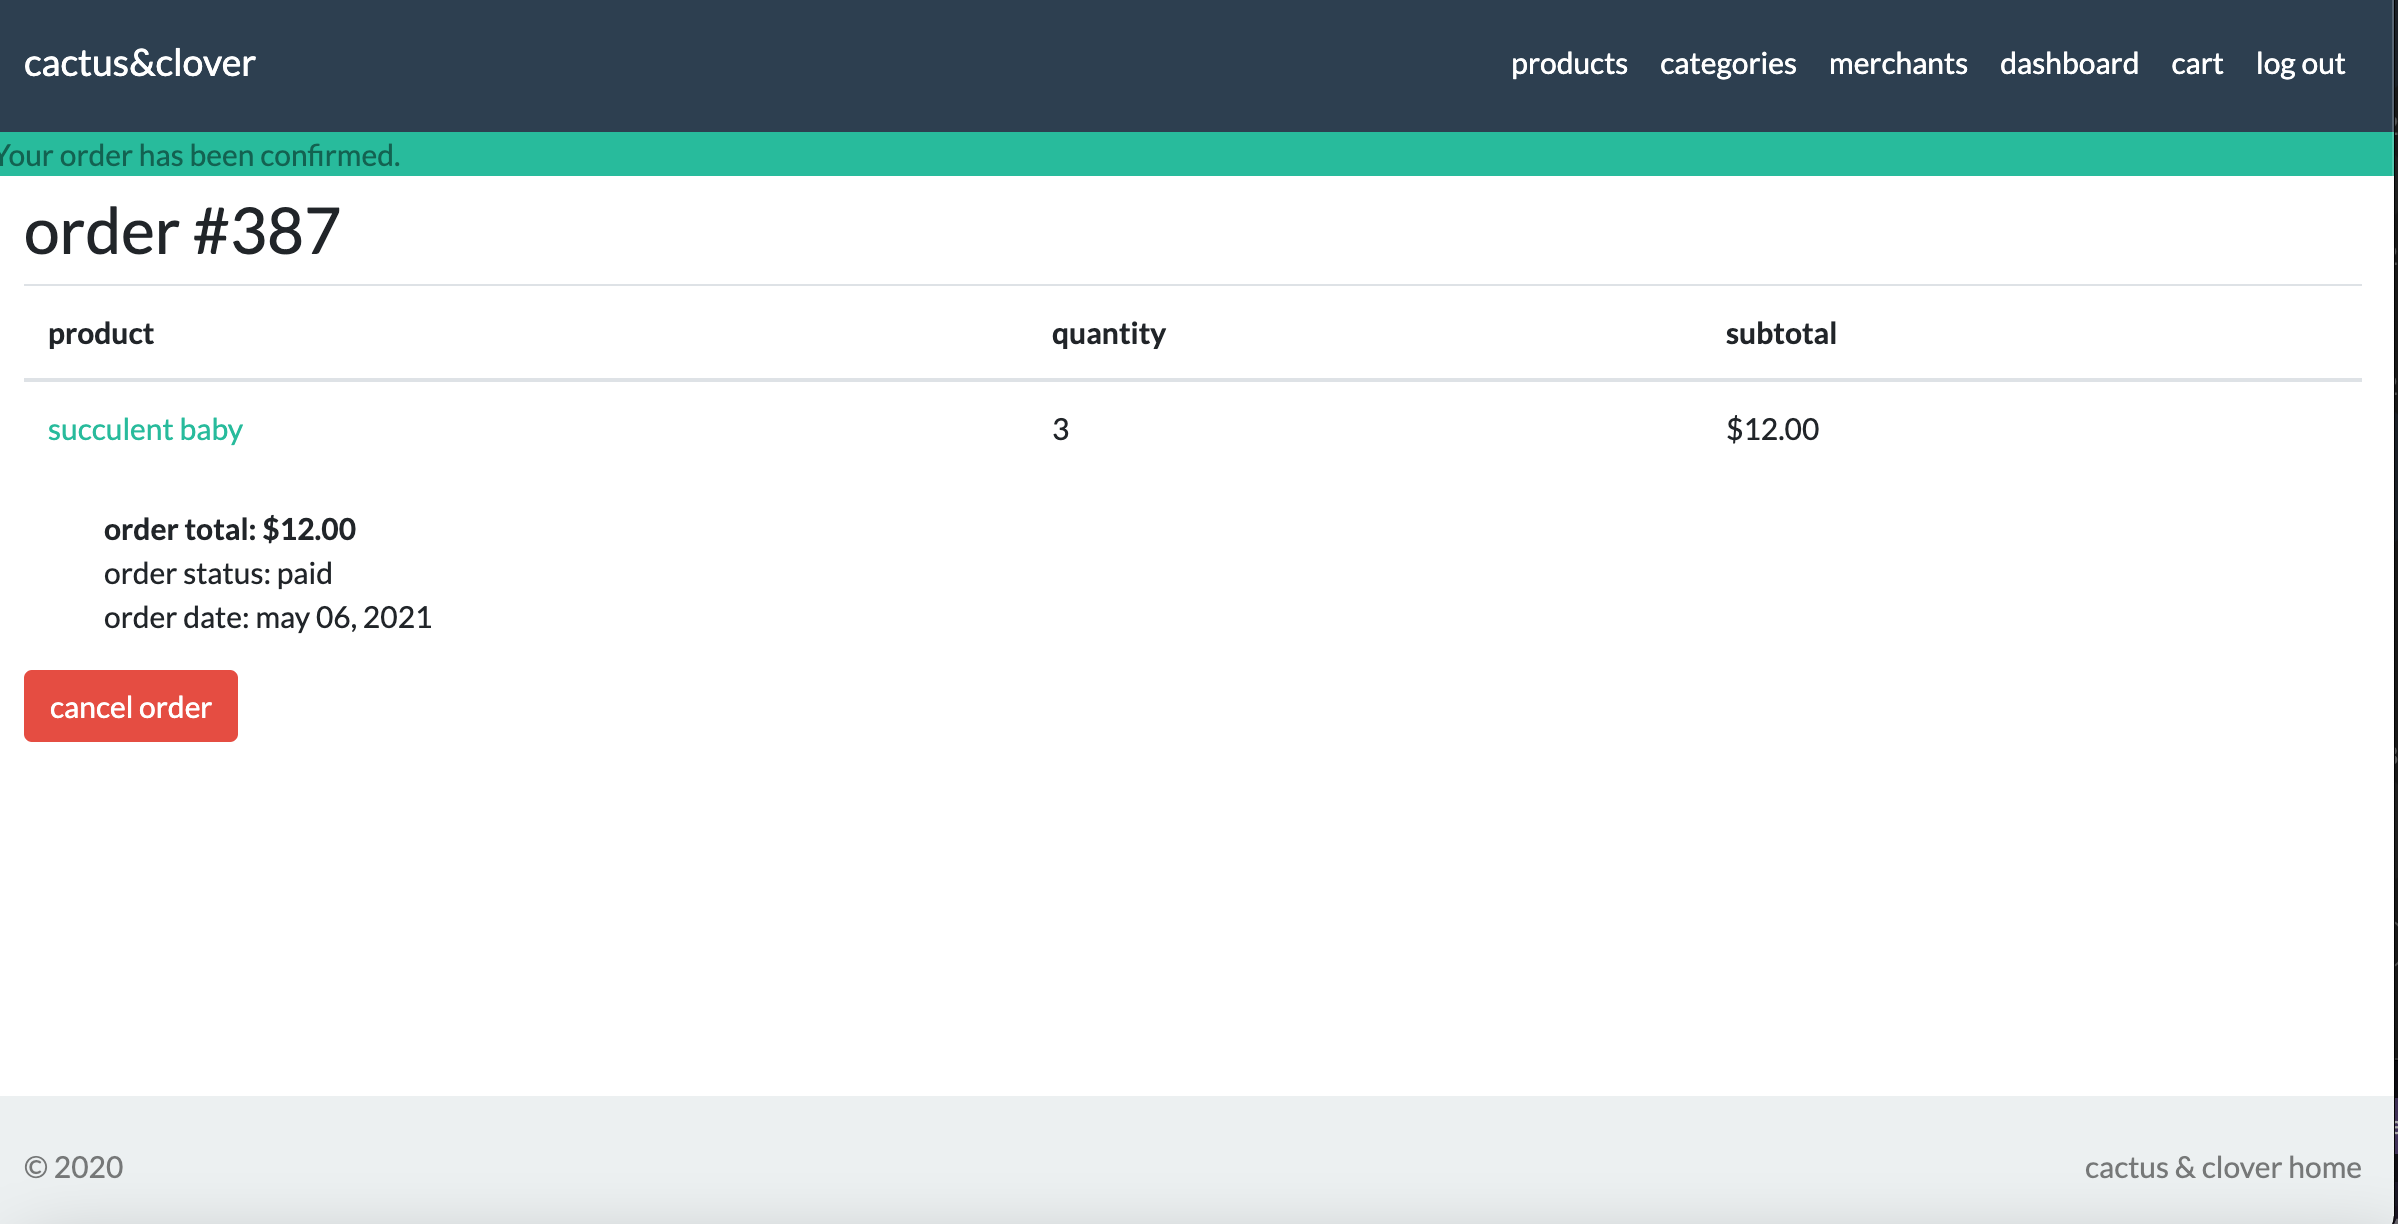 cactus&clover products categories merchants dashboard cart log out
Your order has been confirmed.
order #387
product quantity subtotal
succulent baby 3 $12.00
order total: $12.00
order status: paid
order date: may 06, 2021
cancel order
© 2020 cactus & clover home